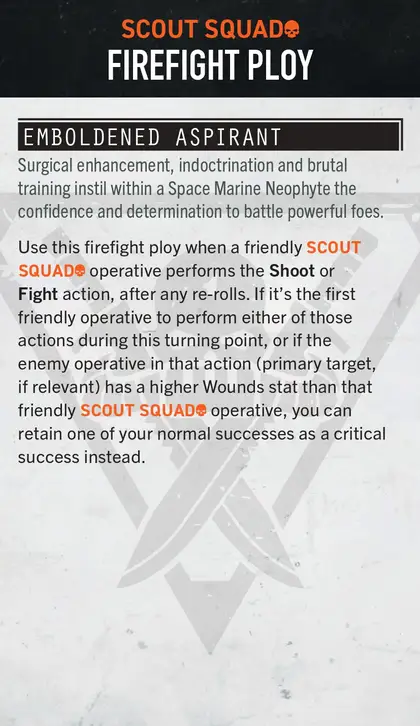 SCOUT SQUAD
FIREFIGHT PLOY
EMBOLDENED ASPIRANT
Surgical enhancement, indoctrination and brutal
training instil within a Space Marine Neophyte the
confidence and determination to battle powerful foes.
Use this firefight ploy when a friendly SCOUT
SQUAD operative performs the Shoot or
Fight action, after any re-rolls. If it’s the first
friendly operative to perform either of those
actions during this turning point, or if the
enemy operative in that action (primary target,
if relevant) has a higher Wounds stat than that
friendly SCOUT SQUAD operative, you can
retain one of your normal successes as a critical
success instead.